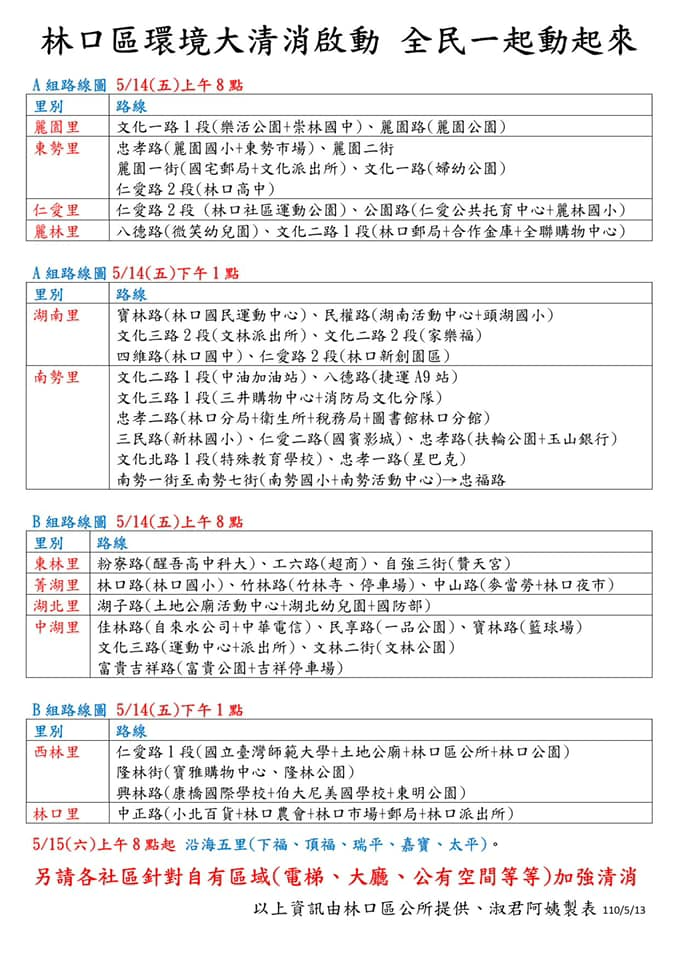 林口區環境大清消啟動 全民一起動起來
A組路線圖 5/14(五)上午8點
里別 路線
麗園里 文化一路1段(樂活公園+崇林國中)、麗園路(麗園公園)
東勢里 忠孝路(麗園國小+東勢市場)、麗園二街
麗園一街(國宅郵局+文化派出所)、文化一路(婦幼公園)
仁愛路2段(林口高中)
仁愛里 仁愛路2段 (林口社區運動公園)、公園路(仁愛公共托育中心+麗林國小)
麗林里 八德路(微笑幼兒園)、文化二路1段(林口郵局+合作金庫+全聯購物中心)
A組路線圖 5/14(五)下午1點
里別 路線
湖南里 寶林路(林口國民運動中心)、民權路(湖南活動中心+頭湖國小)
文化三路2段(文林派出所)、文化二路2段(家樂福)
四維路(林口國中)、仁愛路2段(林口新創園區)
南勢里 文化二路1段(中油加油站)、八德路(捷運A9站)
文化三路1段(三井購物中心+消防局文化分隊)
忠孝二路(林口分局+衛生所+稅務局+圖書館林口分館)
三民路(新林國小)、仁愛二路(國賓影城)、忠孝路(扶輪公園+玉山銀行)
文化北路1段(特殊教育學校)、忠孝一路(星巴克)
南勢一街至南勢七街(南勢國小+南勢活動中心)→忠福路
B組路線圖 5/14(五)上午8點
里別 路線
東林里 粉寮路(醒吾高中科大)、工六路(超商)、自強三街(贊天宮)
菁湖里 林口路(林口國小)、竹林路(竹林寺、停車場)、中山路(麥當勞+林口夜市)
湖北里 湖子路(土地公廟活動中心+湖北幼兒園+國防部)
中湖里 佳林路(自來水公司+中華電信)、民享路(一品公園)、寶林路(籃球場)
文化三路(運動中心+派出所)、文林二街(文林公園)
富貴吉祥路(富貴公園+吉祥停車場)
B組路線圖 5/14(五)下午1點
里別 路線
西林里 仁愛路1段(國立臺灣師範大學+土地公廟+林口區公所+林口公園)
隆林街(寶雅購物中心、隆林公園)
興林路(康橋國際學校+伯大尼美國學校+東明公園)
林口里 中正路(小北百貨+林口農會+林口市場+郵局+林口派出所)
5/15(六)上午8點起 沿海五里(下福、頂福、瑞平、嘉寶、太平)。
另請各社區針對自有區域(電梯、大廳、公有空間等等)加強清消
以上資訊由林口區公所提供、淑君阿姨製表 110/5/13